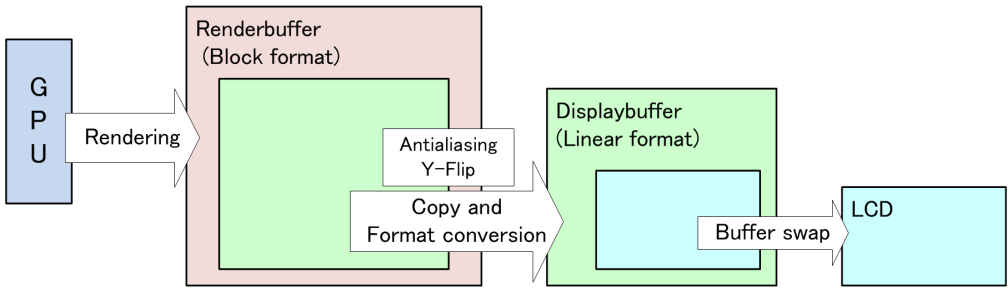 G
P
U
Rendering
Renderbuffer
(Block format)
Antialiasing
Y-Flip
Copy and
Format conversion
Displaybuffer
(Linear format)
Buffer swap
LCD